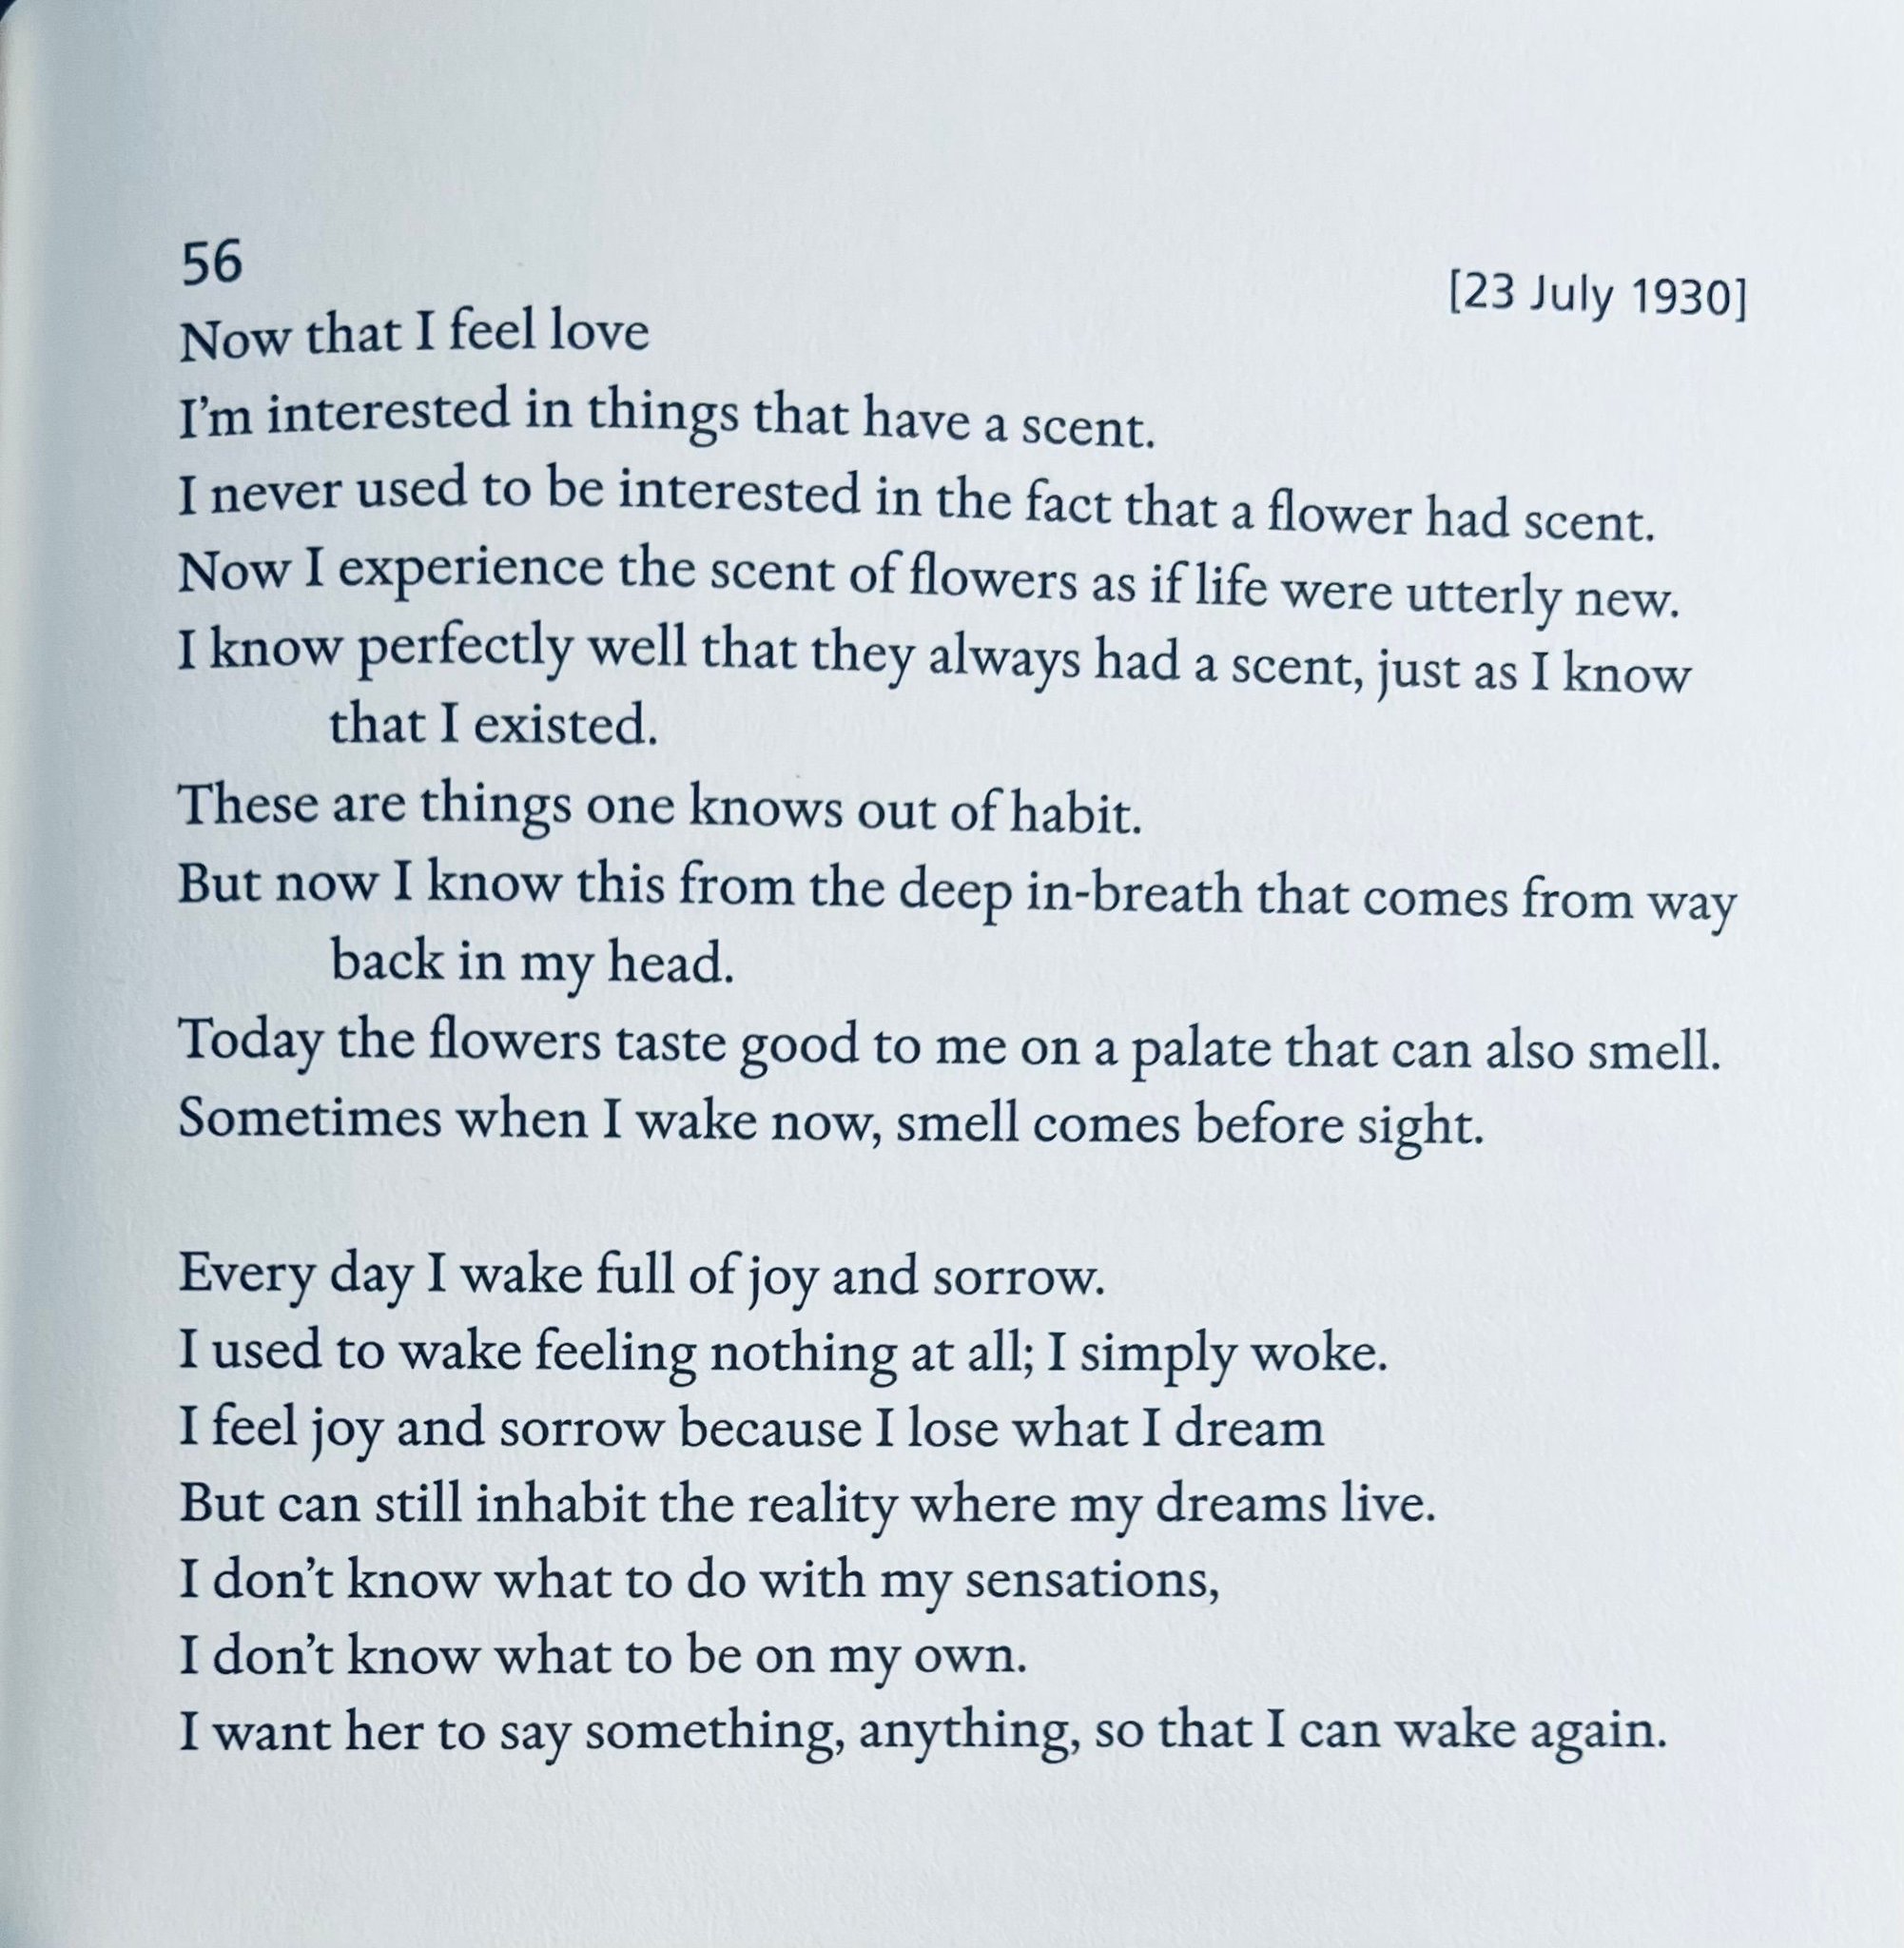 56
[23 July 1930]
Now that I feel love
I'm interested in things that have a scent.
I never used to be interested in the fact that a flower had scent.
Now I experience the scent of flowers as if life were utterly new.
I know perfectly well that they always had a scent, just as I know
that I existed.
These are things one knows out of habit.
But now I know this from the deep in-breath that comes from way
back in my head.
Today the flowers taste good to me on a palate that can also smell.
Sometimes when I wake now, smell comes before sight.

Every day I wake full of joy and sorrow.
I used to wake feeling nothing at all; I simply woke.
I feel joy and sorrow because I lose what I dream
But can still inhabit the reality where my dreams live.
I don't know what to do with my sensations,
I don't know what to be on my own.
I want her to say something, anything, so that I can wake again.